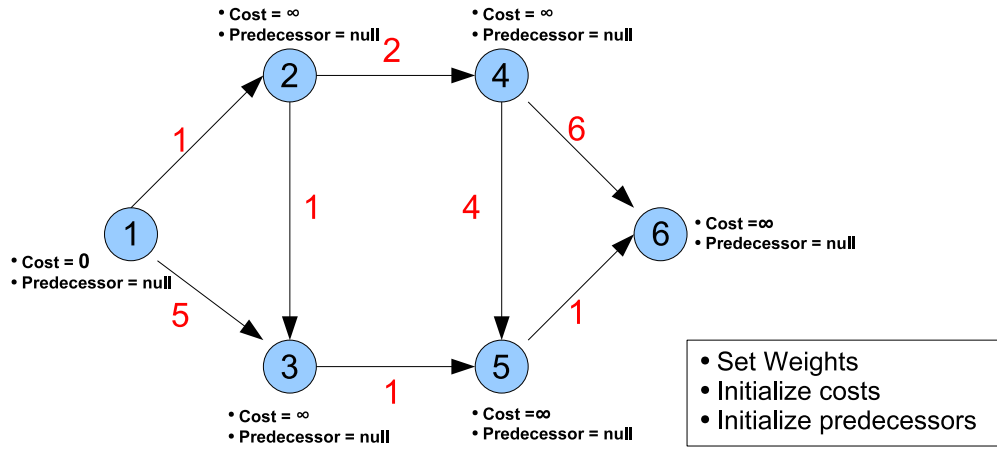 • Cost = ∞
• Predecessor = null
• Cost = ∞
• Predecessor = null
2
2
4
1
6
1
4
1
6
• Cost =∞
• Predecessor = null
• Cost = 0
• Predecessor = null
5
1
3
1
5
• Cost = ∞
• Predecessor = null
• Cost =∞
• Predecessor = null
• Set Weights
• Initialize costs
• Initialize predecessors